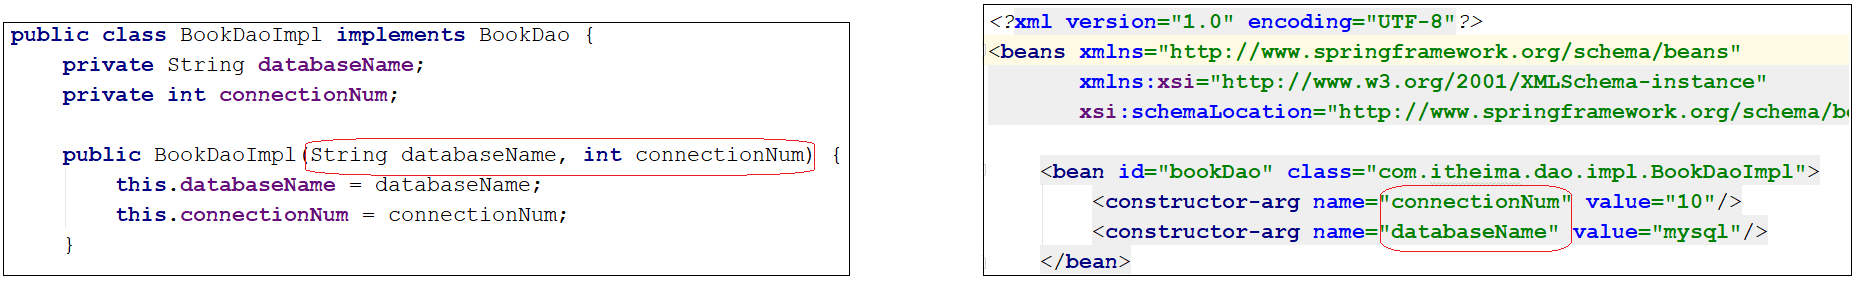 public class BookDaoImpl implements BookDao {
private String databaseName;
private int connectionNum;
public BookDaoImpl(String databaseName, int connectionNum) {
this.databaseName = databaseName;
this.connectionNum = connectionNum;
}
<?xml version="1.0" encoding="UTF-8"?>
<beans xmlns="http://www.springframework.org/schema/beans"
xmlns:xsi="http://www.w3.org/2001/XMLSchema-instance"
xsi:schemaLocation="http://www.springframework.org/schema/be
<bean id="bookDao" class="com.itheima.dao.impl.BookDaoImpl">
<constructor-arg name="connectionNum" value="10"/>
<constructor-arg name="databaseName" value="mysql"/>
</bean>